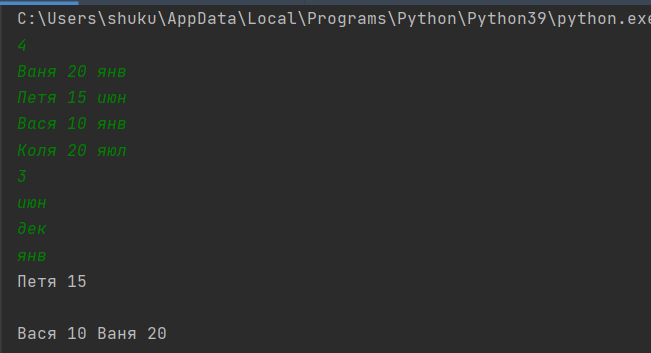 C:\Users\shuku\AppData\Local\Programs\Python\Python39\python.exe
4
Ваня 20 янв
Петя 15 июн
Вася 10 янв
Коля 20 яюл
3
июн
дек
янв
Петя 15
Вася 10 Ваня 20